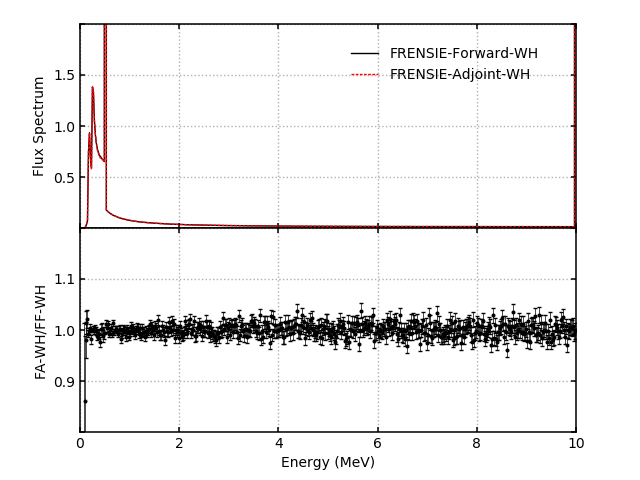 FRENSIE-Forward-WH
FRENSIE-Adjoint-WH
Flux Spectrum
1.5
1.0
0.5
FA-WH/FF-WH
1.1
1.0
0.9
0 2 4 6 8 10
Energy (MeV)